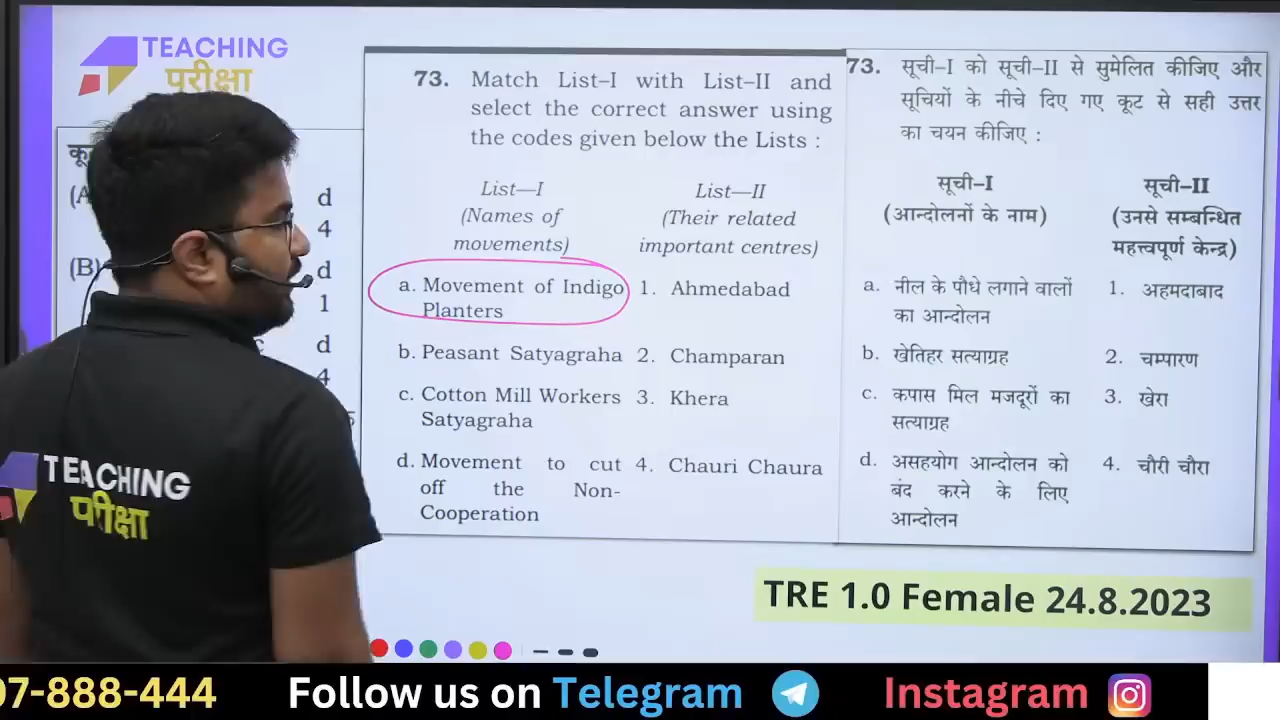 TEACHING
परीक्षा
(A
d
4
(B)
d
1
d
4
73. Match List–I with List–II and
select the correct answer using
the codes given below the Lists :
List—I
(Names of
movements)
List—II
(Their related
important centres)
a. Movement of Indigo
Planters
1. Ahmedabad
b. Peasant Satyagraha
2. Champaran
c. Cotton Mill Workers
Satyagraha
3. Khera
d. Movement to cut
off the Non-
Cooperation
4. Chauri Chaura
73. सूची–I को सूची–II से सुमेलित कीजिए और
सूचियों के नीचे दिए गए कूट से सही उत्तर
का चयन कीजिए :
सूची–I
(आन्दोलनों के नाम)
सूची–II
(उनसे सम्बन्धित
महत्त्वपूर्ण केन्द्र)
a. नील के पौधे लगाने वालों
का आन्दोलन
1. अहमदाबाद
b. खेतिहर सत्याग्रह
2. चम्पारण
c. कपास मिल मजदूरों का
सत्याग्रह
3. खेरा
d. असहयोग आन्दोलन को
बंद करने के लिए
आन्दोलन
4. चौरी चौरा
TRE 1.0 Female 24.8.2023
TEACHING
परीक्षा
07-888-444 Follow us on Telegram Instagram